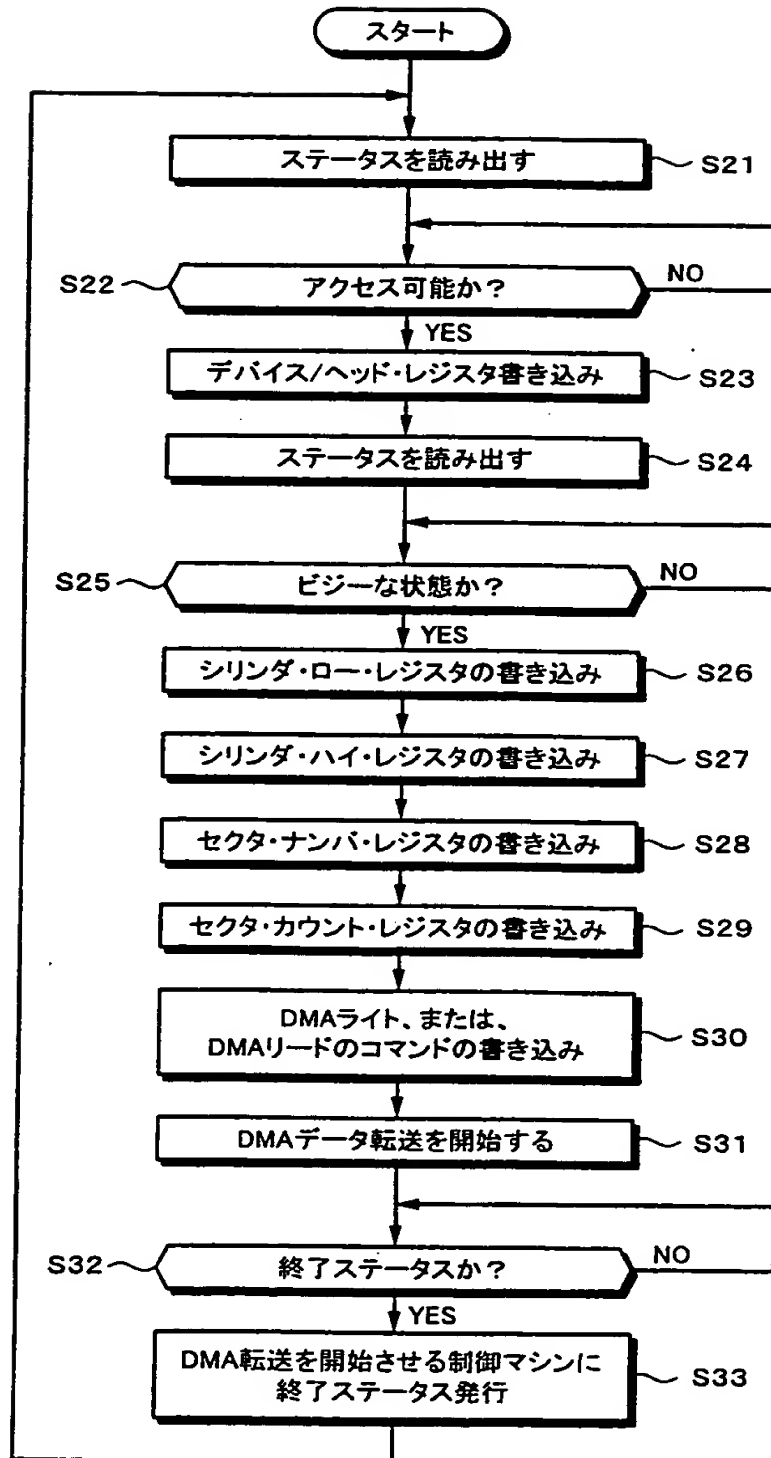 スタート
ステータスを読み出す
S21
S22
アクセス可能か?
NO
YES
デバイス/ヘッド・レジスタ書き込み
S23
ステータスを読み出す
S24
S25
ビジーな状態か?
NO
YES
シリンダ・ロー・レジスタの書き込み
S26
シリンダ・ハイ・レジスタの書き込み
S27
セクタ・ナンバ・レジスタの書き込み
S28
セクタ・カウント・レジスタの書き込み
S29
DMAライト、または、
DMAリードのコマンドの書き込み
S30
DMAデータ転送を開始する
S31
S32
終了ステータスか?
NO
YES
DMA転送を開始させる制御マシンに
終了ステータス発行
S33